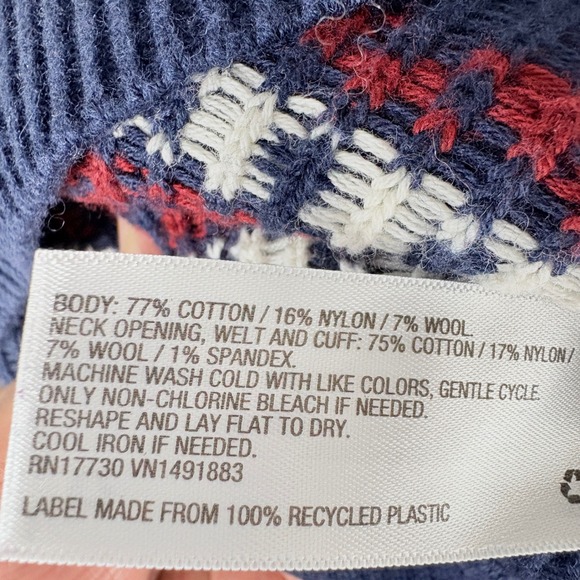 BODY: 77% COTTON / 16% NYLON / 7% WOOL
NECK OPENING, WELT AND CUFF: 75% COTTON / 17% NYLON /
7% WOOL / 1% SPANDEX.
MACHINE WASH COLD WITH LIKE COLORS, GENTLE CYCLE.
ONLY NON-CHLORINE BLEACH IF NEEDED.
RESHAPE AND LAY FLAT TO DRY.
COOL IRON IF NEEDED.
RN17730 VN1491883
LABEL MADE FROM 100% RECYCLED PLASTIC